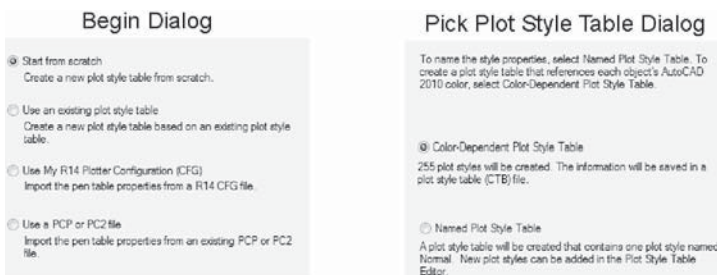 Begin Dialog
Start from scratch
Create a new plot style table from scratch.
Use an existing plot style table
Create a new plot style table based on an existing plot style
table.
Use My R14 Plotter Configuration (CFG)
Import the pen table properties from a R14 CFG file.
Use a PCP or PC2 file
Import the pen table properties from an existing PCP or PC2
file.
Pick Plot Style Table Dialog
To name the style properties, select Named Plot Style Table. To
create a plot style table that references each object's AutoCAD
2010 color, select Color-Dependent Plot Style Table.
Color-Dependent Plot Style Table
255 plot styles will be created. The information will be saved in a
plot style table (CTB) file.
Named Plot Style Table
A plot style table will be created that contains one plot style named
Normal. New plot styles can be added in the Plot Style Table
Editor.